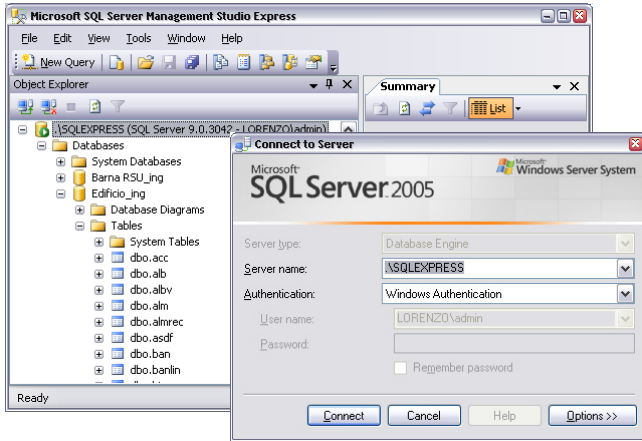 Microsoft SQL Server Management Studio Express
File Edit View Tools Window Help
New Query
Object Explorer
Summary
List
.\SQLEXPRESS (SQL Server 9.0.3042 - LORENZO\admin)
Databases
System Databases
Barna RSU_ing
Edificio_ing
Database Diagrams
Tables
System Tables
dbo.acc
dbo.alb
dbo.albv
dbo.alm
dbo.almrec
dbo.asdf
dbo.ban
dbo.banlin
Ready
Connect to Server
Microsoft
SQL Server 2005
Microsoft
Windows Server System
Server type: Database Engine
Server name: .\SQLEXPRESS
Authentication: Windows Authentication
User name: LORENZO\admin
Password:
Remember password
Connect Cancel Help Options >>